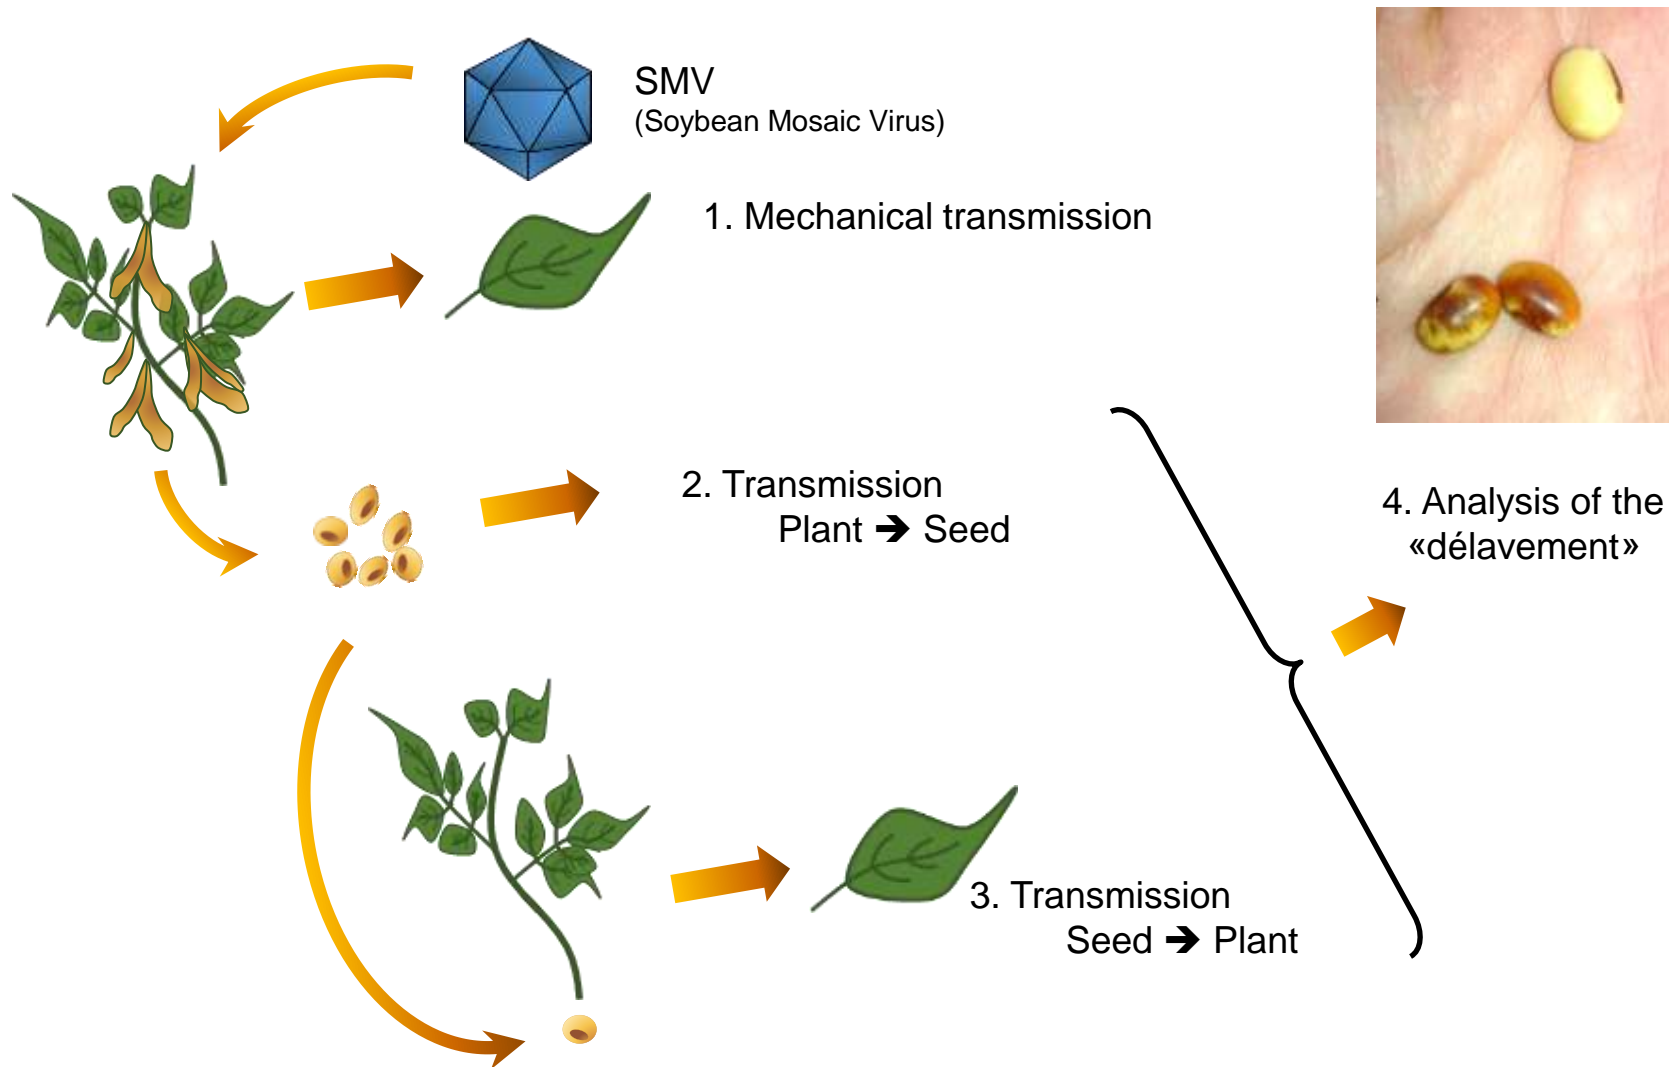 SMV
(Soybean Mosaic Virus)
1. Mechanical transmission
2. Transmission
Plant ➔ Seed
3. Transmission
Seed ➔ Plant
4. Analysis of the
«délavement»